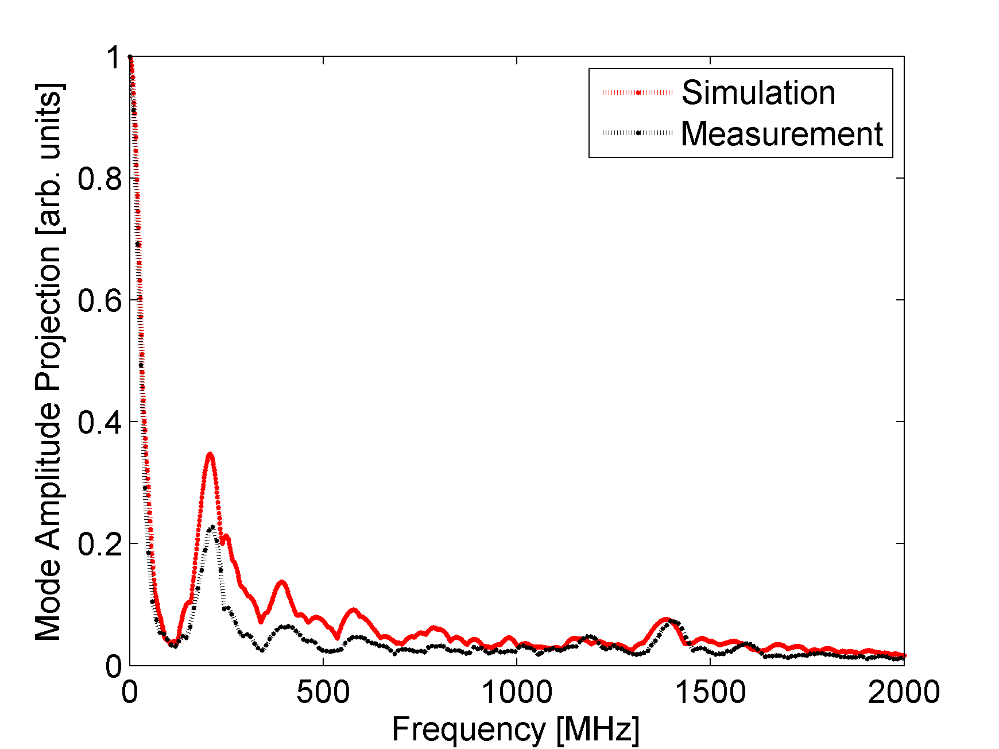 Mode Amplitude Projection [arb. units]
1
0.8
0.6
0.4
0.2
0
Simulation
Measurement
0 500 1000 1500 2000
Frequency [MHz]